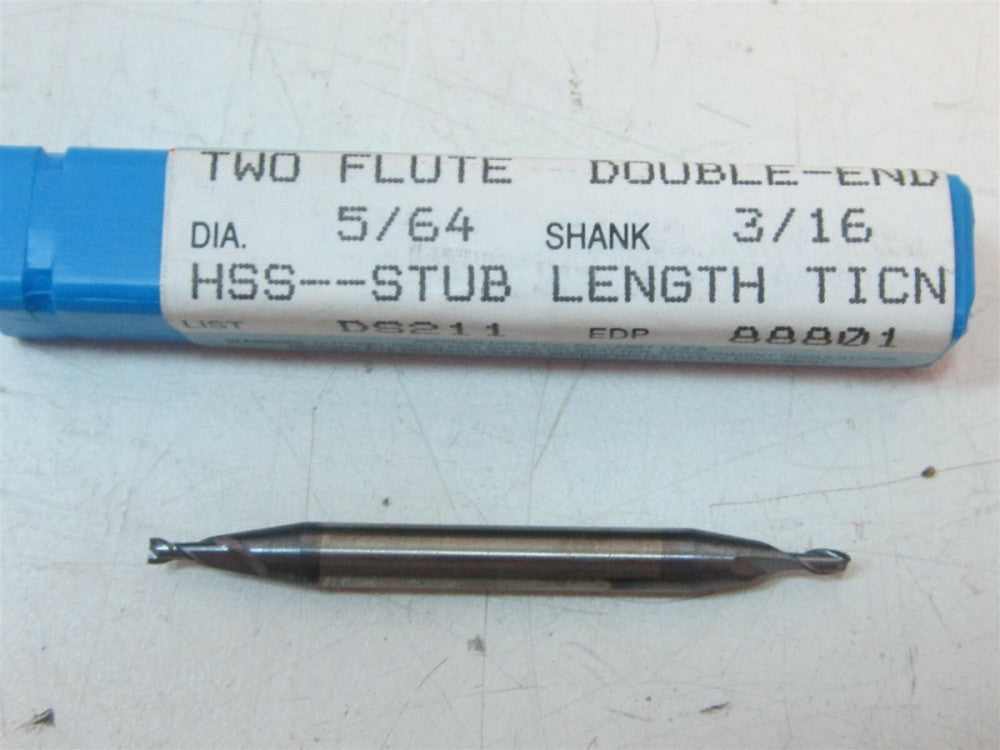 TWO FLUTE DOUBLE-END
DIA. 5/64 SHANK 3/16
HSS--STUB LENGTH TICN
LIST DS211 EDP 88801